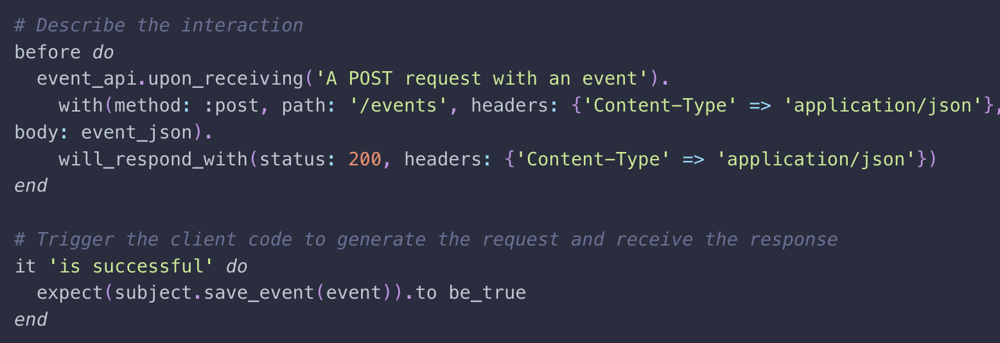 # Describe the interaction
before do
  event_api.upon_receiving('A POST request with an event').
    with(method: :post, path: '/events', headers: {'Content-Type' => 'application/json'},
body: event_json).
    will_respond_with(status: 200, headers: {'Content-Type' => 'application/json'})
end

# Trigger the client code to generate the request and receive the response
it 'is successful' do
  expect(subject.save_event(event)).to be_true
end